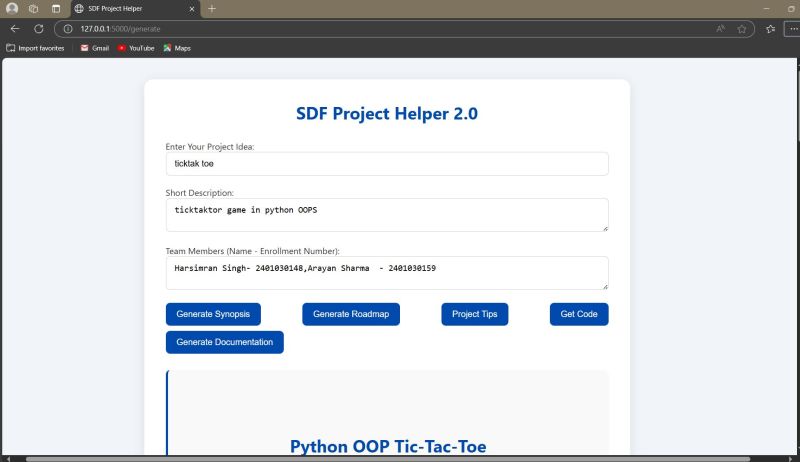 SDF Project Helper
127.0.0.1:5000/generate
Import favorites Gmail YouTube Maps
SDF Project Helper 2.0
Enter Your Project Idea:
ticktak toe
Short Description:
ticktaktor game in python OOPS
Team Members (Name - Enrollment Number):
Harsimran Singh- 2401030148,Arayan Sharma - 2401030159
Generate Synopsis Generate Roadmap Project Tips Get Code
Generate Documentation
Python OOP Tic-Tac-Toe